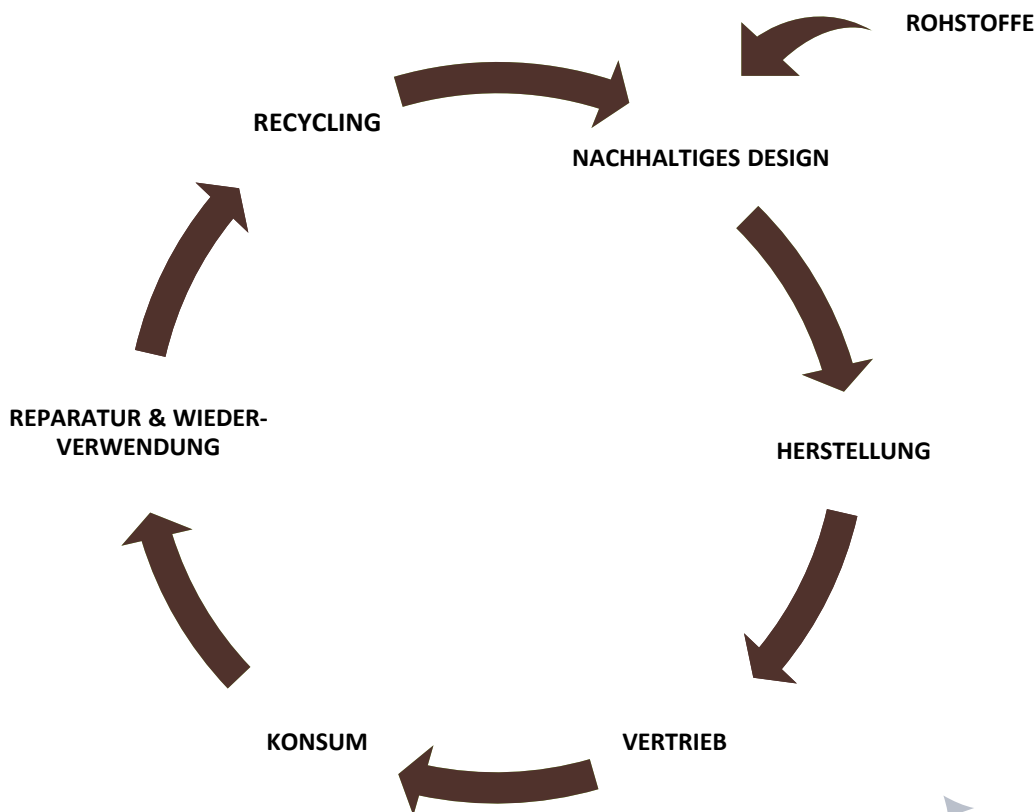 ROHSTOFFE
RECYCLING
NACHHALTIGES DESIGN
REPARATUR & WIEDER-
VERWENDUNG
HERSTELLUNG
KONSUM
VERTRIEB